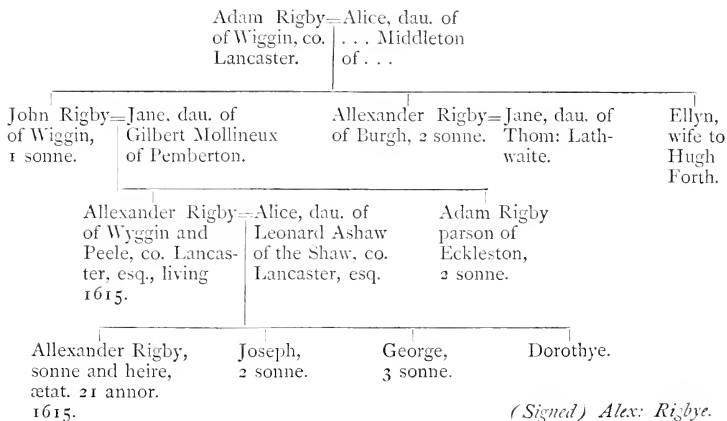 Adam Rigby=Alice, dau. of
of Wiggin, co. . . . Middleton
Lancaster. of . . .
John Rigby=Jane, dau. of
of Wiggin, Gilbert Mollineux
1 sonne. of Pemberton.
Allexander Rigby=Jane, dau. of
of Burgh, 2 sonne. Thom: Lath-
waite.
Ellyn,
wife to
Hugh
Forth.
Allexander Rigby=Alice, dau. of
of Wyggin and Leonard Ashaw
Peele, co. Lancas- of the Shaw, co.
ter, esq., living Lancaster, esq.
1615.
Adam Rigby
parson of
Eckleston,
2 sonne.
Allexander Rigby,
sonne and heire,
ætat. 21 annor.
1615.
Joseph,
2 sonne.
George,
3 sonne.
Dorothye.
(Signed) Alex: Rigbye.